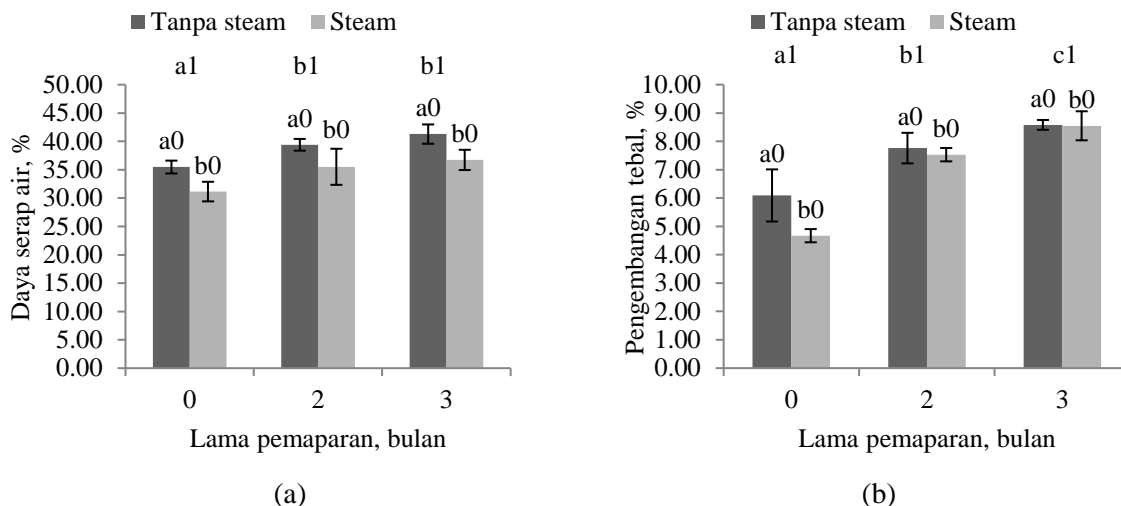 Tanpa steam Steam
a1 b1 b1
50.00
45.00
40.00
35.00
30.00
25.00
20.00
15.00
10.00
5.00
0.00
Daya serap air, %
a0 b0 a0 b0 a0 b0
0 2 3
Lama pemaparan, bulan
(a)
Tanpa steam Steam
a1 b1 c1
10.00
9.00
8.00
7.00
6.00
5.00
4.00
3.00
2.00
1.00
0.00
Pengembangan tebal, %
a0 b0 a0 b0 a0 b0
0 2 3
Lama pemaparan, bulan
(b)